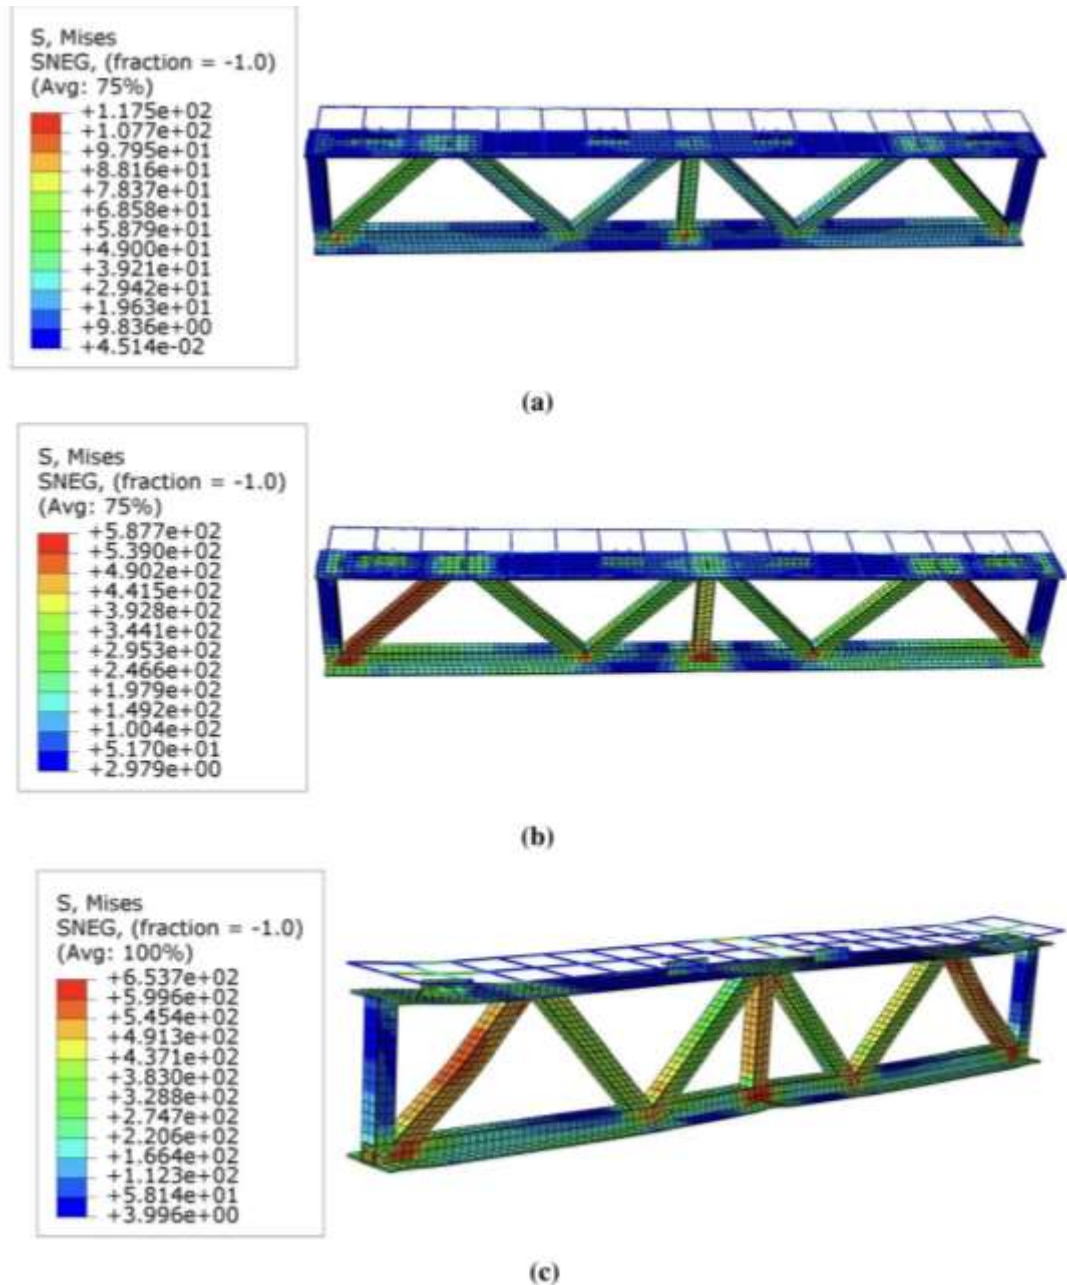 S, Mises
SNEG, (fraction = -1.0)
(Avg: 75%)
+1.175e+02
+1.077e+02
+9.795e+01
+8.816e+01
+7.837e+01
+6.858e+01
+5.879e+01
+4.900e+01
+3.921e+01
+2.942e+01
+1.963e+01
+9.836e+00
+4.514e-02
(a)
S, Mises
SNEG, (fraction = -1.0)
(Avg: 75%)
+5.877e+02
+5.390e+02
+4.902e+02
+4.415e+02
+3.928e+02
+3.441e+02
+2.953e+02
+2.466e+02
+1.979e+02
+1.492e+02
+1.004e+02
+5.170e+01
+2.979e+00
(b)
S, Mises
SNEG, (fraction = -1.0)
(Avg: 100%)
+6.537e+02
+5.996e+02
+5.454e+02
+4.913e+02
+4.371e+02
+3.830e+02
+3.288e+02
+2.747e+02
+2.206e+02
+1.664e+02
+1.123e+02
+5.814e+01
+3.996e+00
(c)